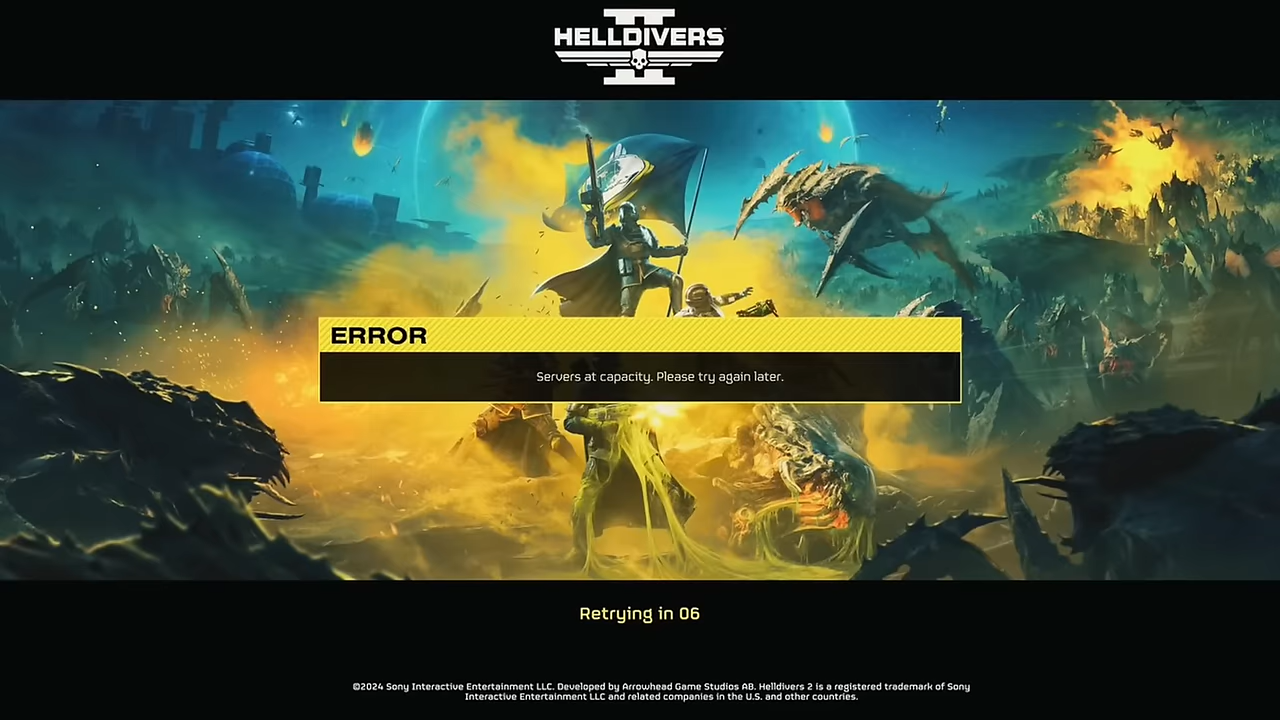 HELLDIVERS
II
ERROR
Servers at capacity. Please try again later.
Retrying in 06
©2024 Sony Interactive Entertainment LLC. Developed by Arrowhead Game Studios AB. Helldivers 2 is a registered trademark of Sony
Interactive Entertainment LLC and related companies in the U.S. and other countries.